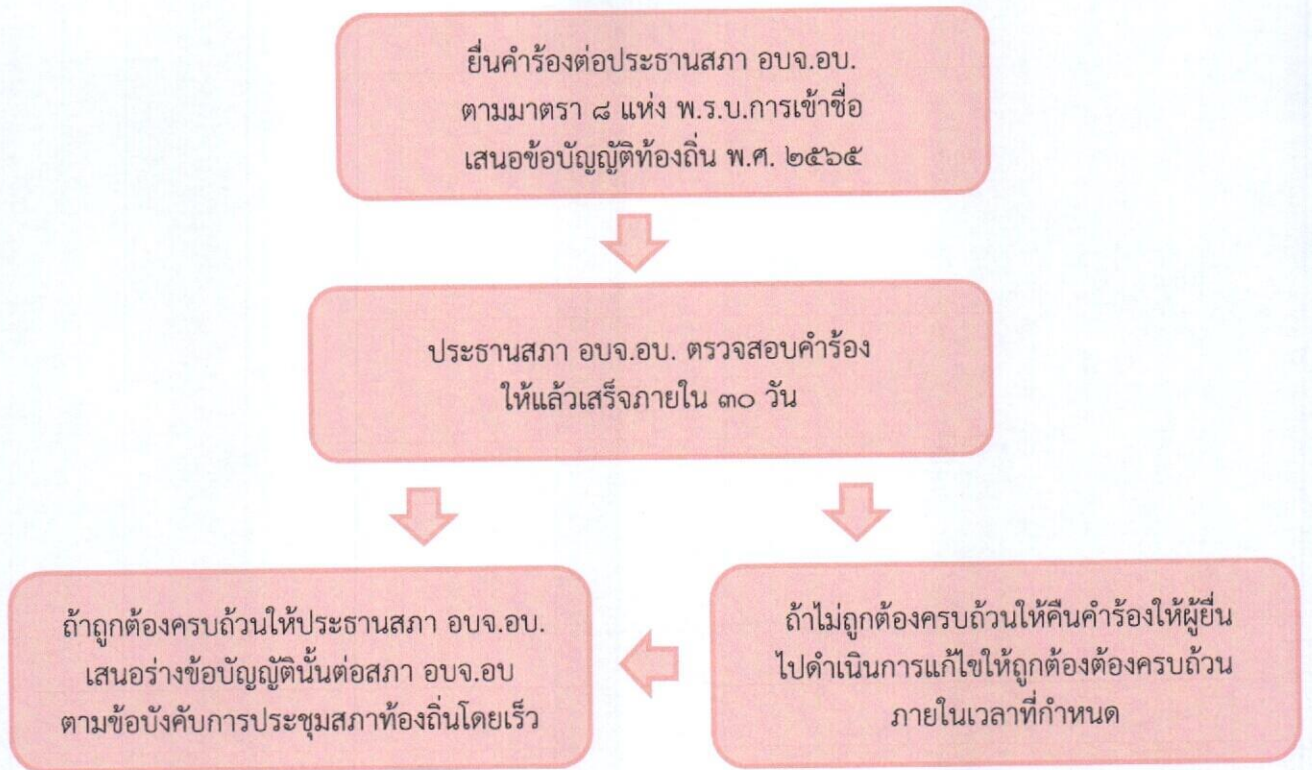 ยื่นคำร้องต่อประธานสภา อบจ.อบ.
ตามมาตรา ๘ แห่ง พ.ร.บ.การเข้าชื่อ
เสนอข้อบัญญัติท้องถิ่น พ.ศ. ๒๕๖๕
ประธานสภา อบจ.อบ. ตรวจสอบคำร้อง
ให้แล้วเสร็จภายใน ๓๐ วัน
ถ้าถูกต้องครบถ้วนให้ประธานสภา อบจ.อบ.
เสนอร่างข้อบัญญัตินั้นต่อสภา อบจ.อบ
ตามข้อบังคับการประชุมสภาท้องถิ่นโดยเร็ว
ถ้าไม่ถูกต้องครบถ้วนให้คืนคำร้องให้ผู้ยื่น
ไปดำเนินการแก้ไขให้ถูกต้องต้องครบถ้วน
ภายในเวลาที่กำหนด